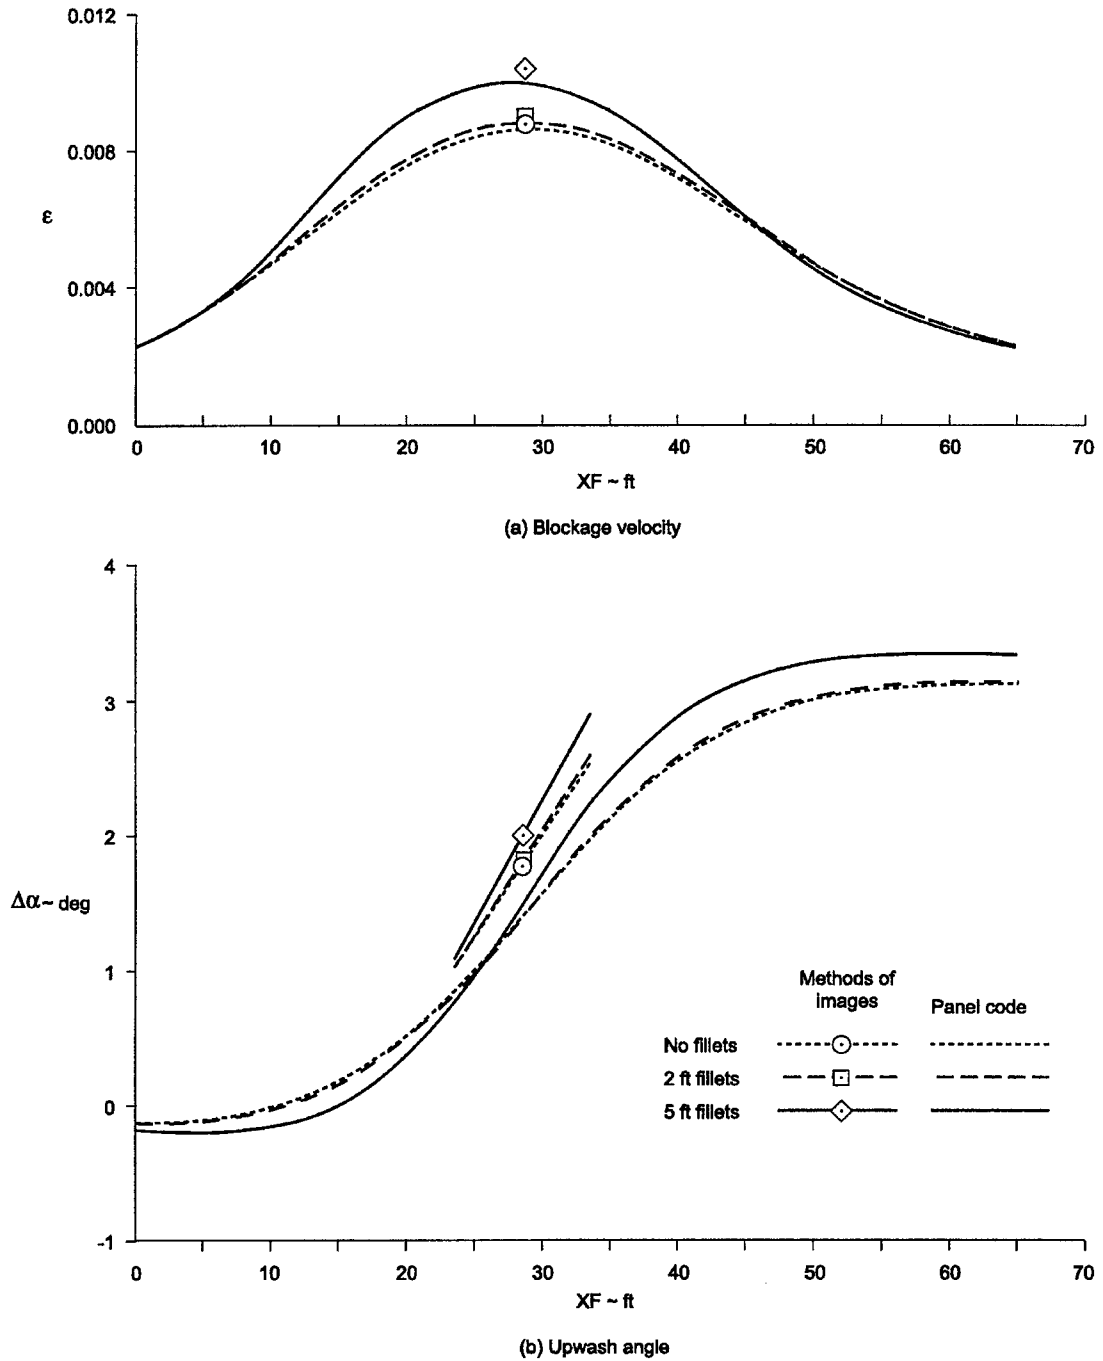 0.012
0.008
ε
0.004
0.000
0 10 20 30 40 50 60 70
XF ~ ft
(a) Blockage velocity
4
3
2
Δα~ deg
1
0
-1
Methods of images Panel code
No fillets
2 ft fillets
5 ft fillets
0 10 20 30 40 50 60 70
XF ~ ft
(b) Upwash angle